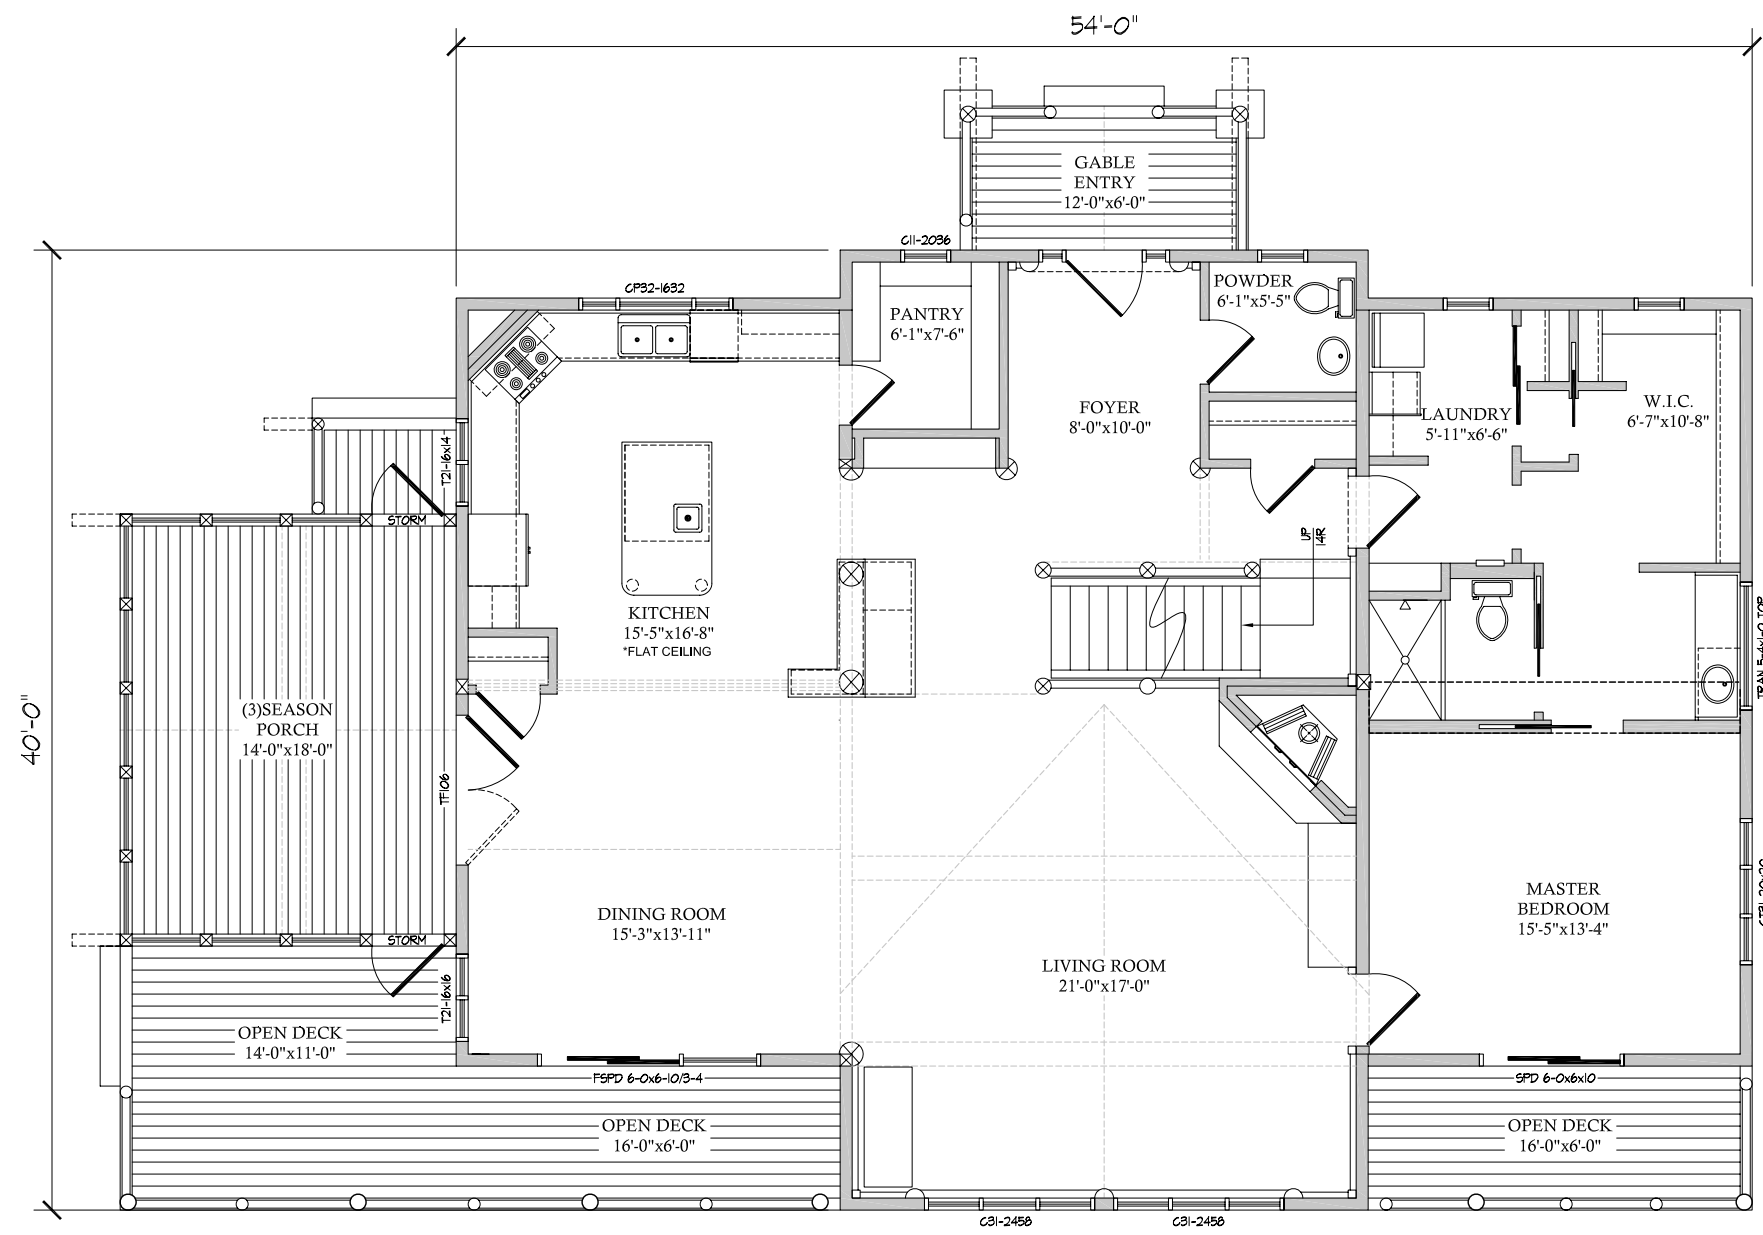 54'-0"
GABLE
ENTRY
12'-0"x6'-0"
C11-2036
CP32-1632
POWDER
6'-1"x5'-5"
PANTRY
6'-1"x7'-6"
FOYER
8'-0"x10'-0"
LAUNDRY
5'-11"x6'-6"
W.I.C.
6'-7"x10'-8"
T21-16x14
STORM
UP
14R
KITCHEN
15'-5"x16'-8"
*FLAT CEILING
TRAN 5-4x1-0 TOP
40'-0"
(3)SEASON
PORCH
14'-0"x18'-0"
TF106
MASTER
BEDROOM
15'-5"x13'-4"
DINING ROOM
15'-3"x13'-11"
STORM
LIVING ROOM
21'-0"x17'-0"
T21-16x16
OPEN DECK
14'-0"x11'-0"
FSPD 6-0x6-10/3-4
SPD 6-0x6x10
OPEN DECK
16'-0"x6'-0"
OPEN DECK
16'-0"x6'-0"
C31-2458
C31-2458